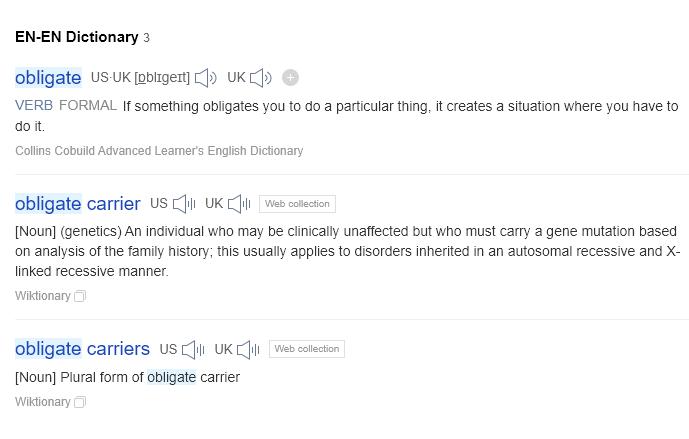 EN-EN Dictionary 3
obligate US·UK [ɒblɪgeɪt] UK
VERB FORMAL If something obligates you to do a particular thing, it creates a situation where you have to
do it.
Collins Cobuild Advanced Learner's English Dictionary
obligate carrier US UK Web collection
[Noun] (genetics) An individual who may be clinically unaffected but who must carry a gene mutation based
on analysis of the family history; this usually applies to disorders inherited in an autosomal recessive and X-
linked recessive manner.
Wiktionary
obligate carriers US UK Web collection
[Noun] Plural form of obligate carrier
Wiktionary